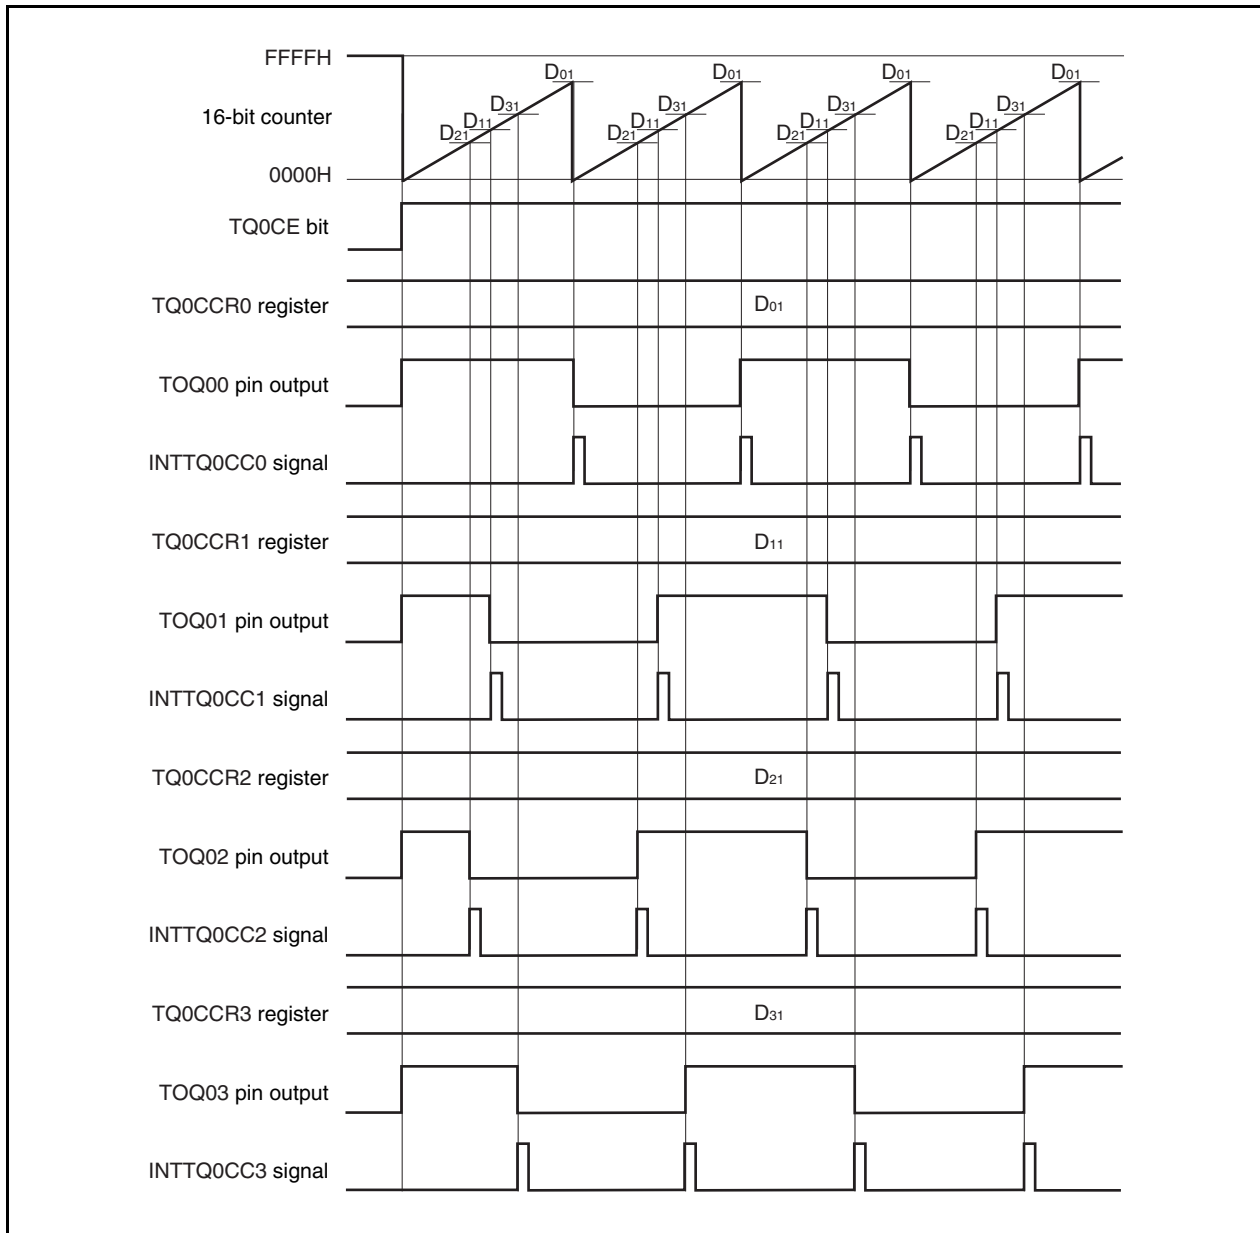 FFFFH
D01 D01 D01 D01
D31 D31 D31 D31
16-bit counter
D11 D11 D11 D11
D21 D21 D21 D21
0000H
TQ0CE bit
TQ0CCR0 register D01
TOQ00 pin output
INTTQ0CC0 signal
TQ0CCR1 register D11
TOQ01 pin output
INTTQ0CC1 signal
TQ0CCR2 register D21
TOQ02 pin output
INTTQ0CC2 signal
TQ0CCR3 register D31
TOQ03 pin output
INTTQ0CC3 signal